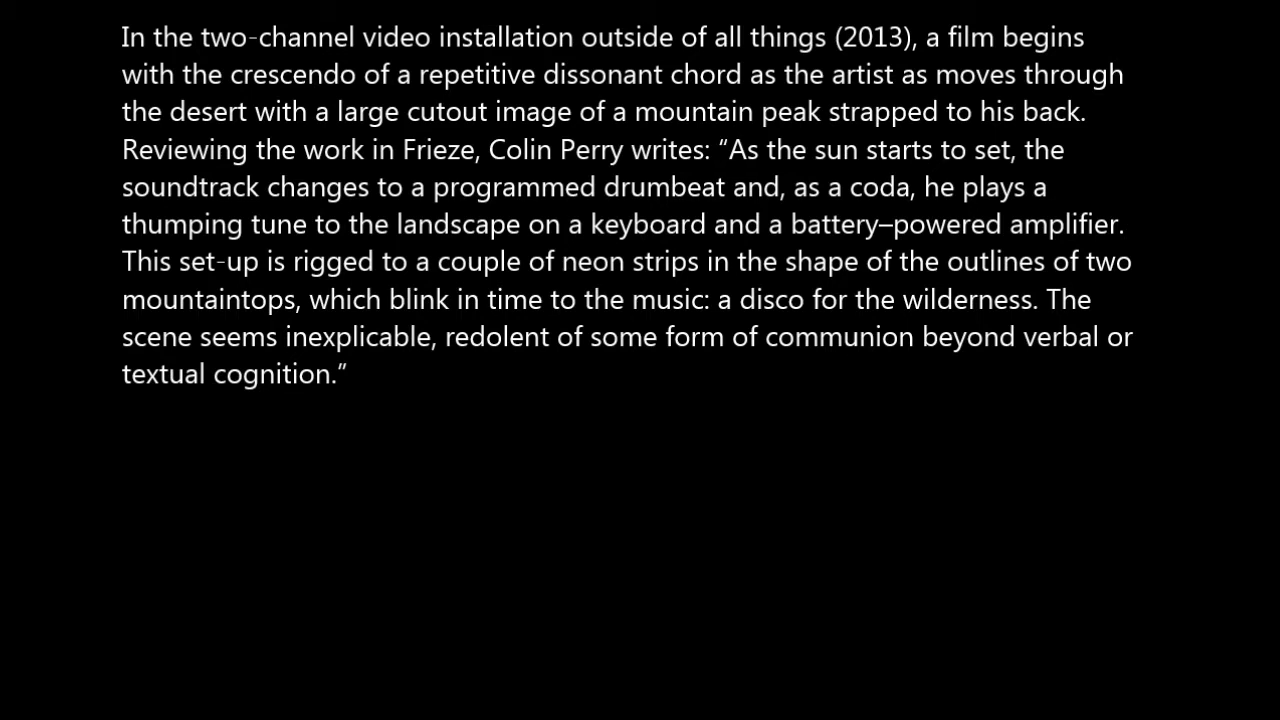 In the two-channel video installation outside of all things (2013), a film begins
with the crescendo of a repetitive dissonant chord as the artist as moves through
the desert with a large cutout image of a mountain peak strapped to his back.
Reviewing the work in Frieze, Colin Perry writes: “As the sun starts to set, the
soundtrack changes to a programmed drumbeat and, as a coda, he plays a
thumping tune to the landscape on a keyboard and a battery–powered amplifier.
This set-up is rigged to a couple of neon strips in the shape of the outlines of two
mountaintops, which blink in time to the music: a disco for the wilderness. The
scene seems inexplicable, redolent of some form of communion beyond verbal or
textual cognition.”